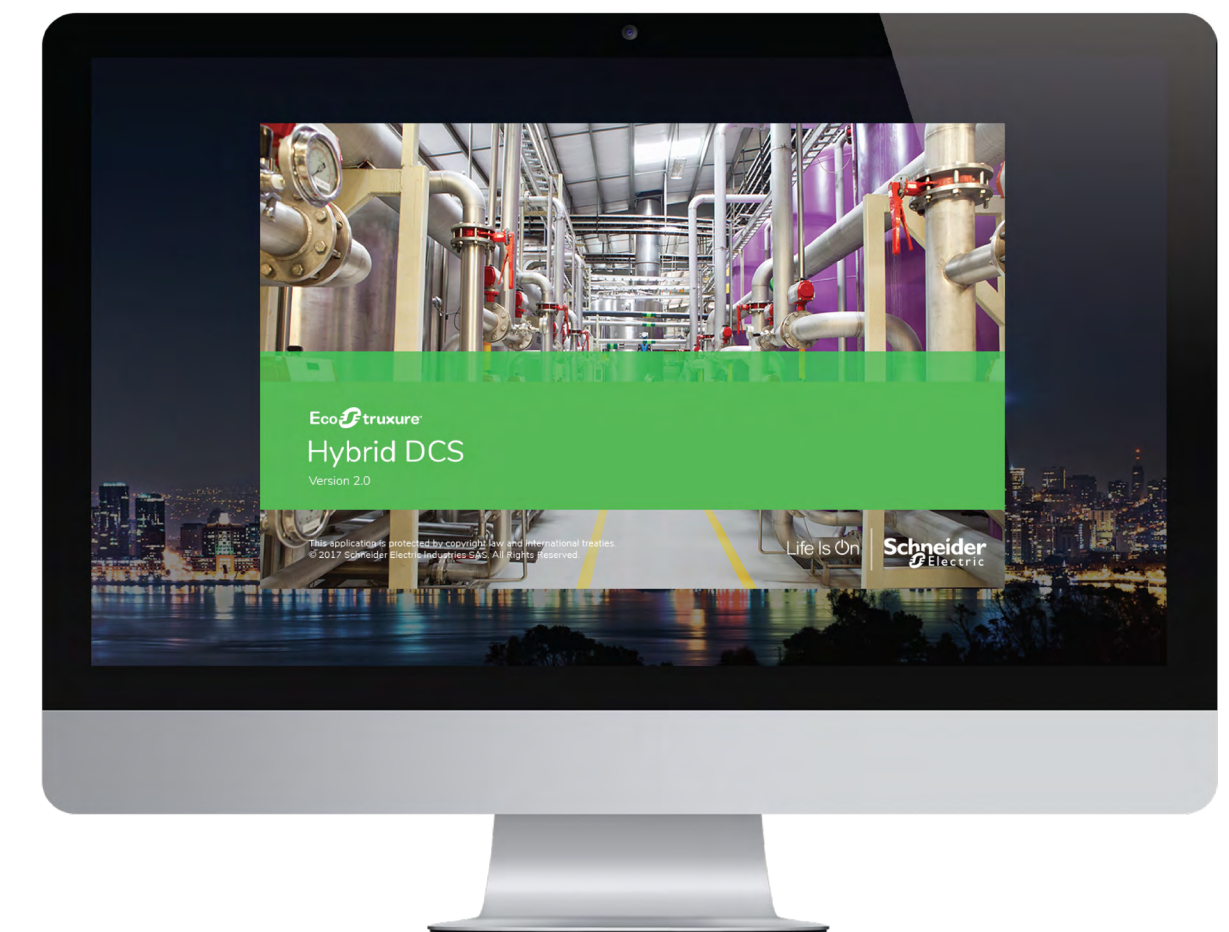 EcoStruxure™
Hybrid DCS
Version 2.0
This application is protected by copyright law and international treaties.
© 2017 Schneider Electric Industries SAS. All Rights Reserved.
Life Is On
Schneider
Electric